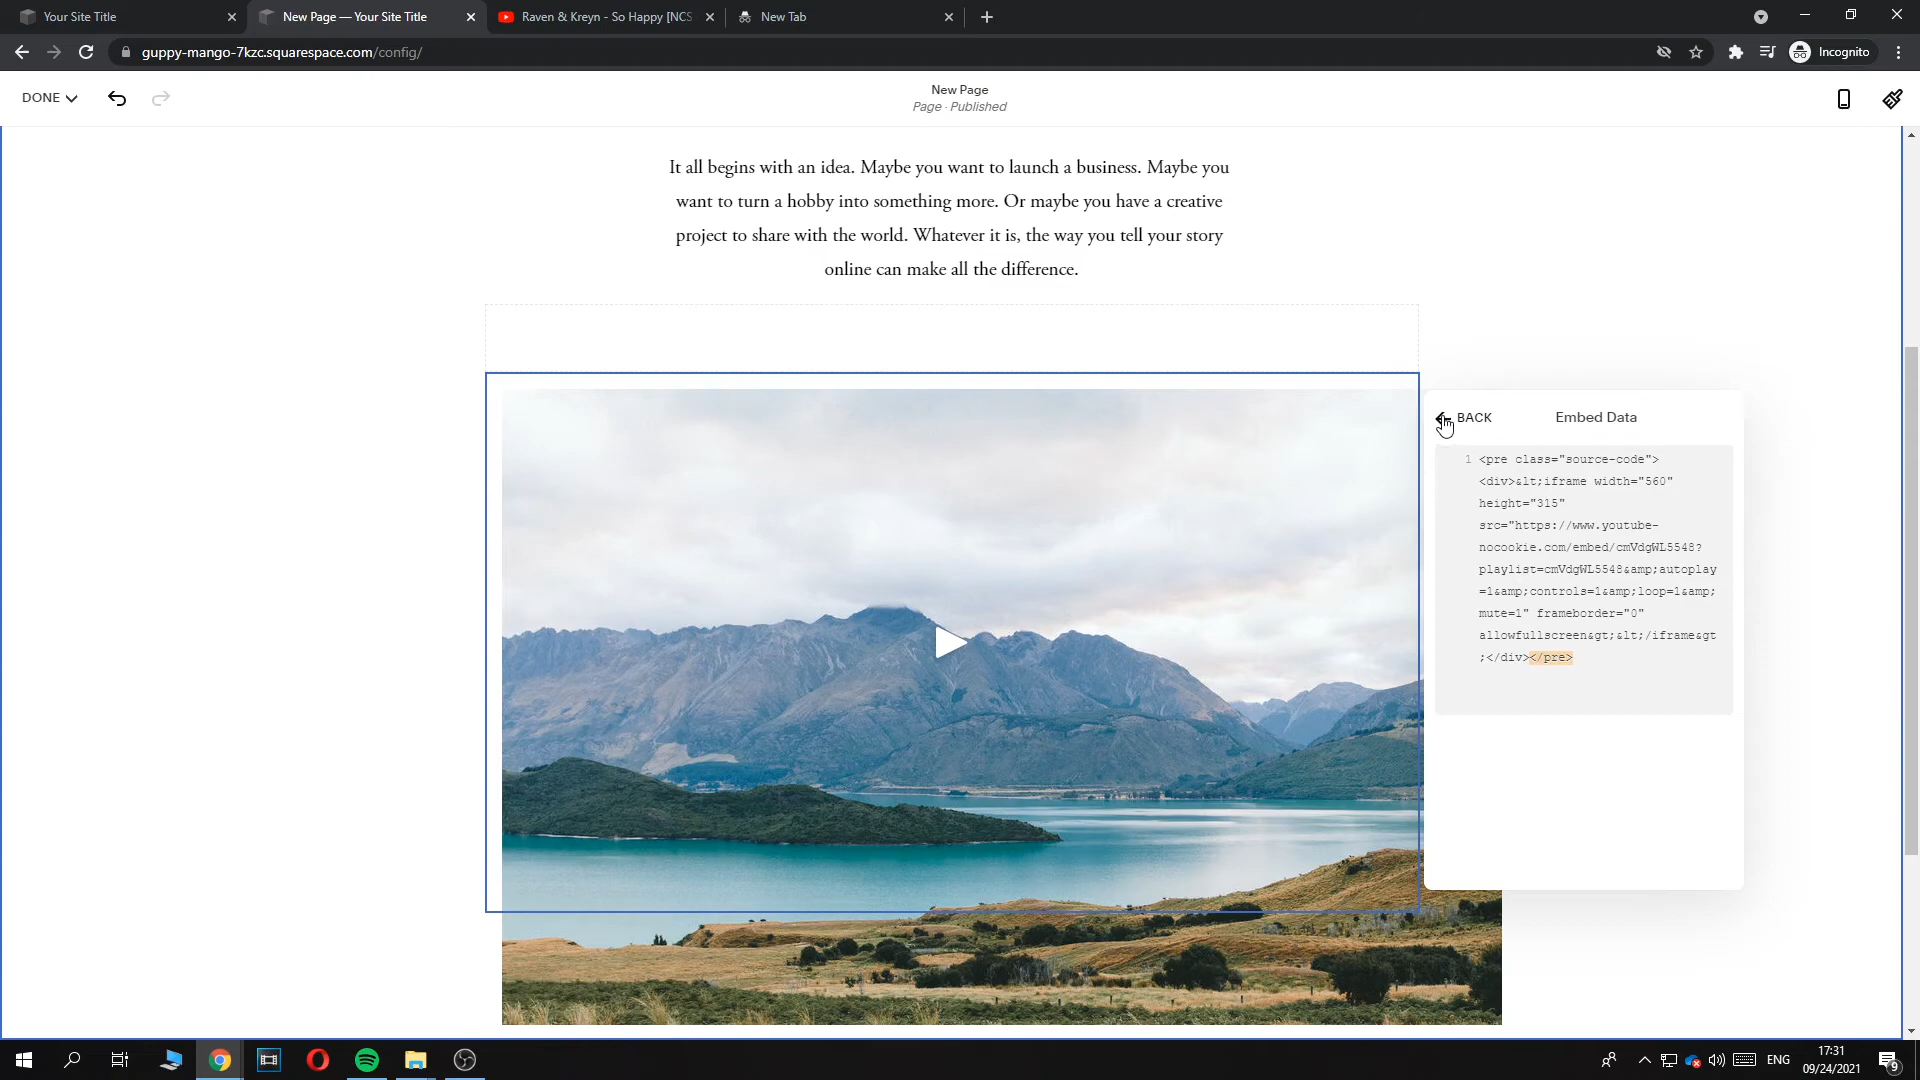 Your Site Title
New Page — Your Site Title
Raven & Kreyn - So Happy [NCS
New Tab
guppy-mango-7kzc.squarespace.com/config/
Incognito
DONE
New Page
Page · Published
It all begins with an idea. Maybe you want to launch a business. Maybe you
want to turn a hobby into something more. Or maybe you have a creative
project to share with the world. Whatever it is, the way you tell your story
online can make all the difference.
BACK
Embed Data
1 <pre class="source-code">
<div>&lt;iframe width="560"
height="315"
src="https://www.youtube-
nocookie.com/embed/cmVdgWL5548?
playlist=cmVdgWL5548&amp;autoplay
=1&amp;controls=1&amp;loop=1&amp;
mute=1" frameborder="0"
allowfullscreen&gt;&lt;/iframe&gt
;</div></pre>
ENG
17:31
09/24/2021
9